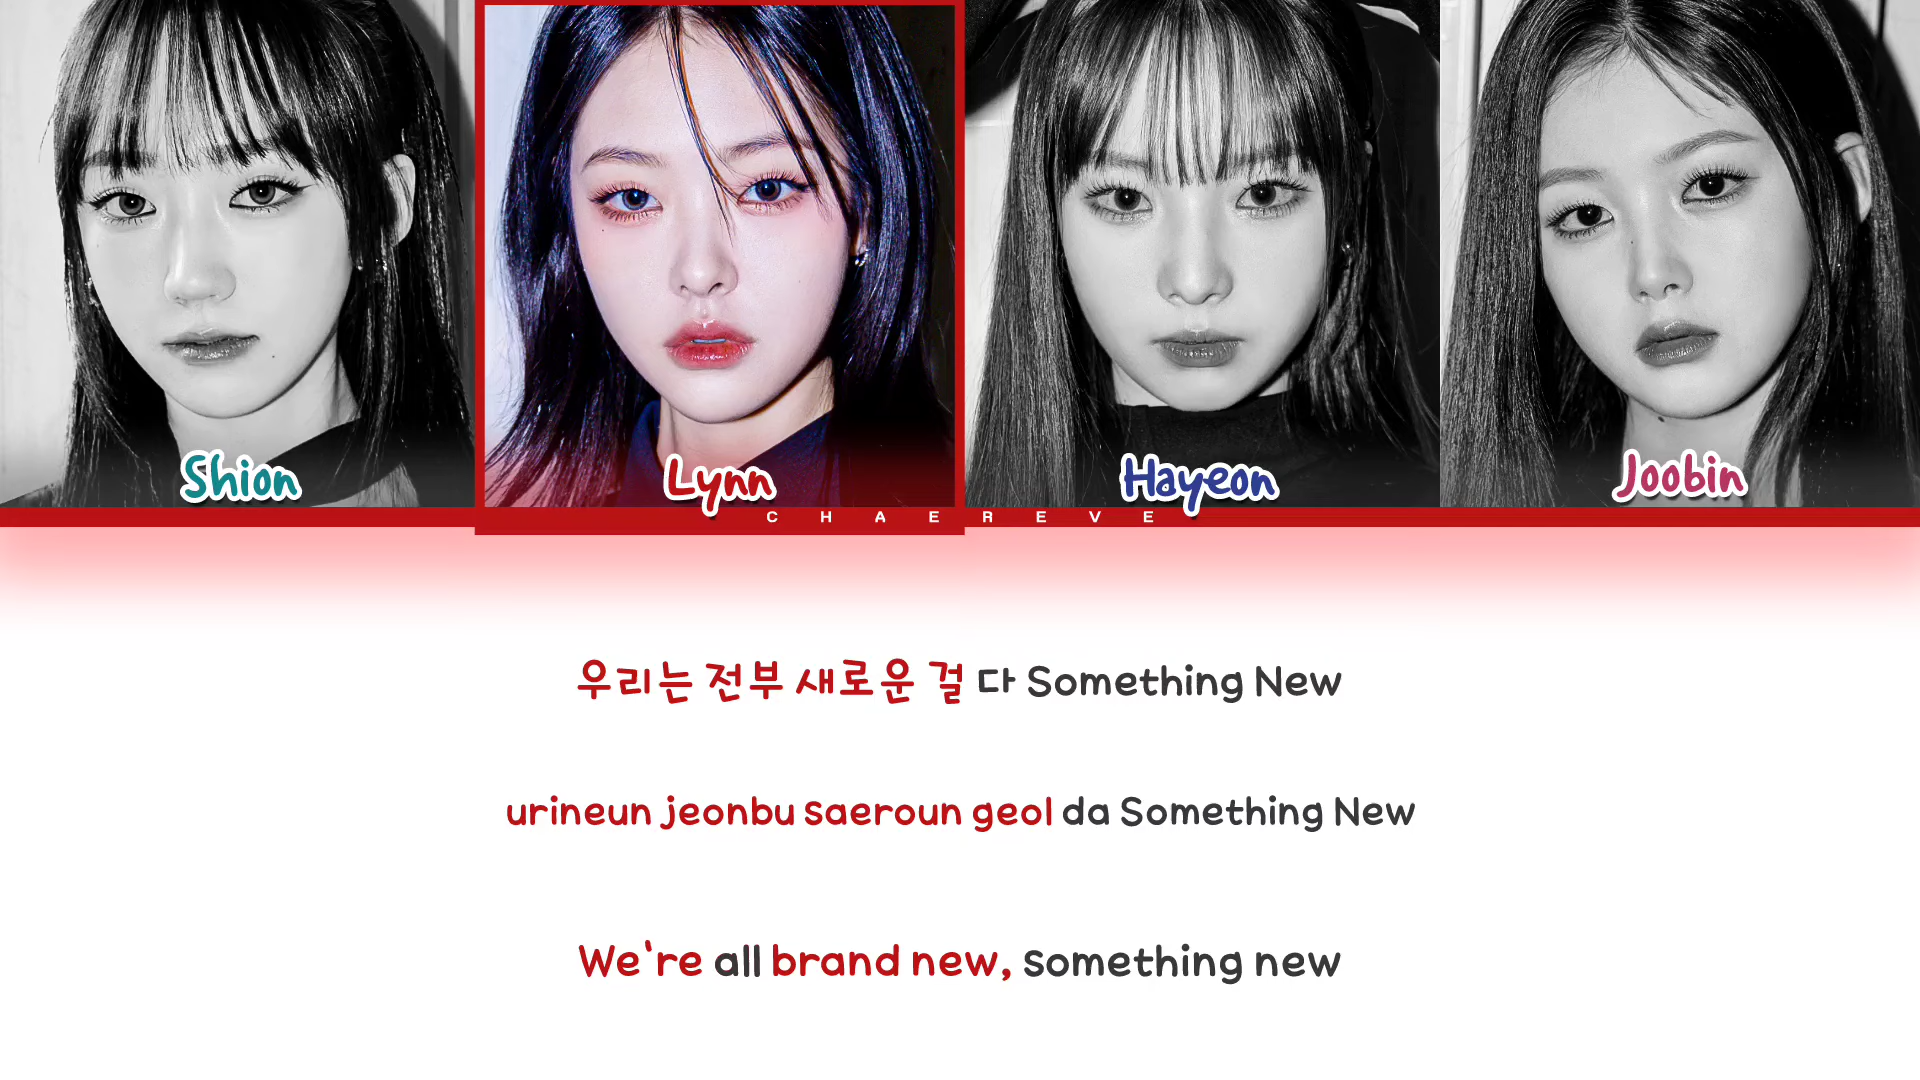 Shion
Lynn
Hayeon
Joobin
CHAEREVE
우리는 전부 새로운 걸 다 Something New
urineun jeonbu saeroun geol da Something New
We're all brand new, something new